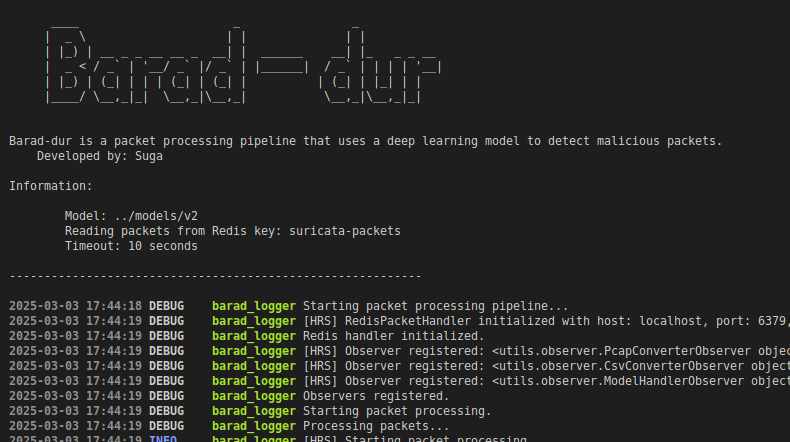 Barad-dur
Barad-dur is a packet processing pipeline that uses a deep learning model to detect malicious packets.
Developed by: Suga
Information:
Model: ../models/v2
Reading packets from Redis key: suricata-packets
Timeout: 10 seconds
------------------------------------------------------------
2025-03-03 17:44:18 DEBUG barad_logger Starting packet processing pipeline...
2025-03-03 17:44:19 DEBUG barad_logger [HRS] RedisPacketHandler initialized with host: localhost, port: 6379,
2025-03-03 17:44:19 DEBUG barad_logger Redis handler initialized.
2025-03-03 17:44:19 DEBUG barad_logger [HRS] Observer registered: <utils.observer.PcapConverterObserver objec
2025-03-03 17:44:19 DEBUG barad_logger [HRS] Observer registered: <utils.observer.CsvConverterObserver object
2025-03-03 17:44:19 DEBUG barad_logger [HRS] Observer registered: <utils.observer.ModelHandlerObserver object
2025-03-03 17:44:19 DEBUG barad_logger Observers registered.
2025-03-03 17:44:19 DEBUG barad_logger Starting packet processing.
2025-03-03 17:44:19 DEBUG barad_logger Processing packets...
2025-03-03 17:44:19 INFO barad_logger [HRS] Starting packet processing